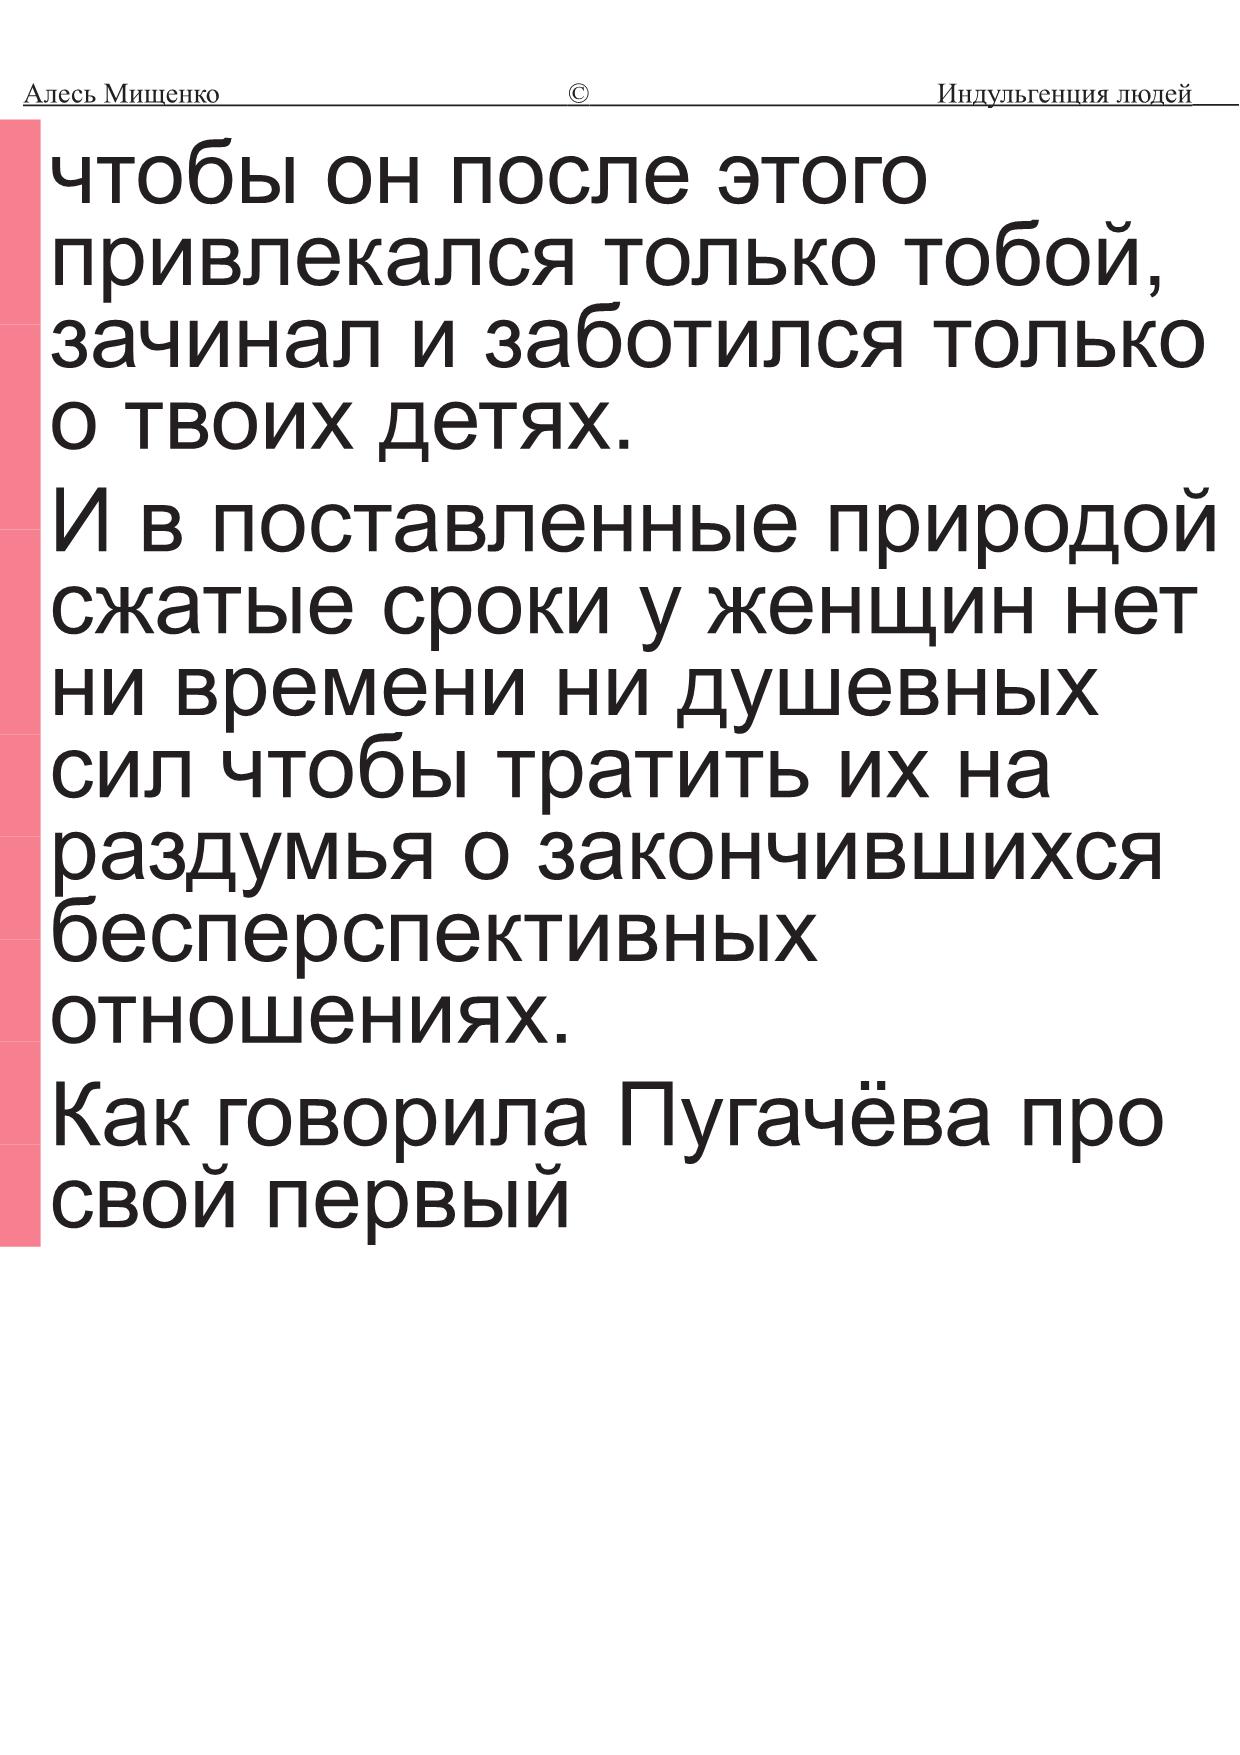 Алесь Мищенко © Индульгенция людей
чтобы он после этого
привлекался только тобой,
зачинал и заботился только
о твоих детях.
И в поставленные природой
сжатые сроки у женщин нет
ни времени ни душевных
сил чтобы тратить их на
раздумья о закончившихся
бесперспективных
отношениях.
Как говорила Пугачёва про
свой первый